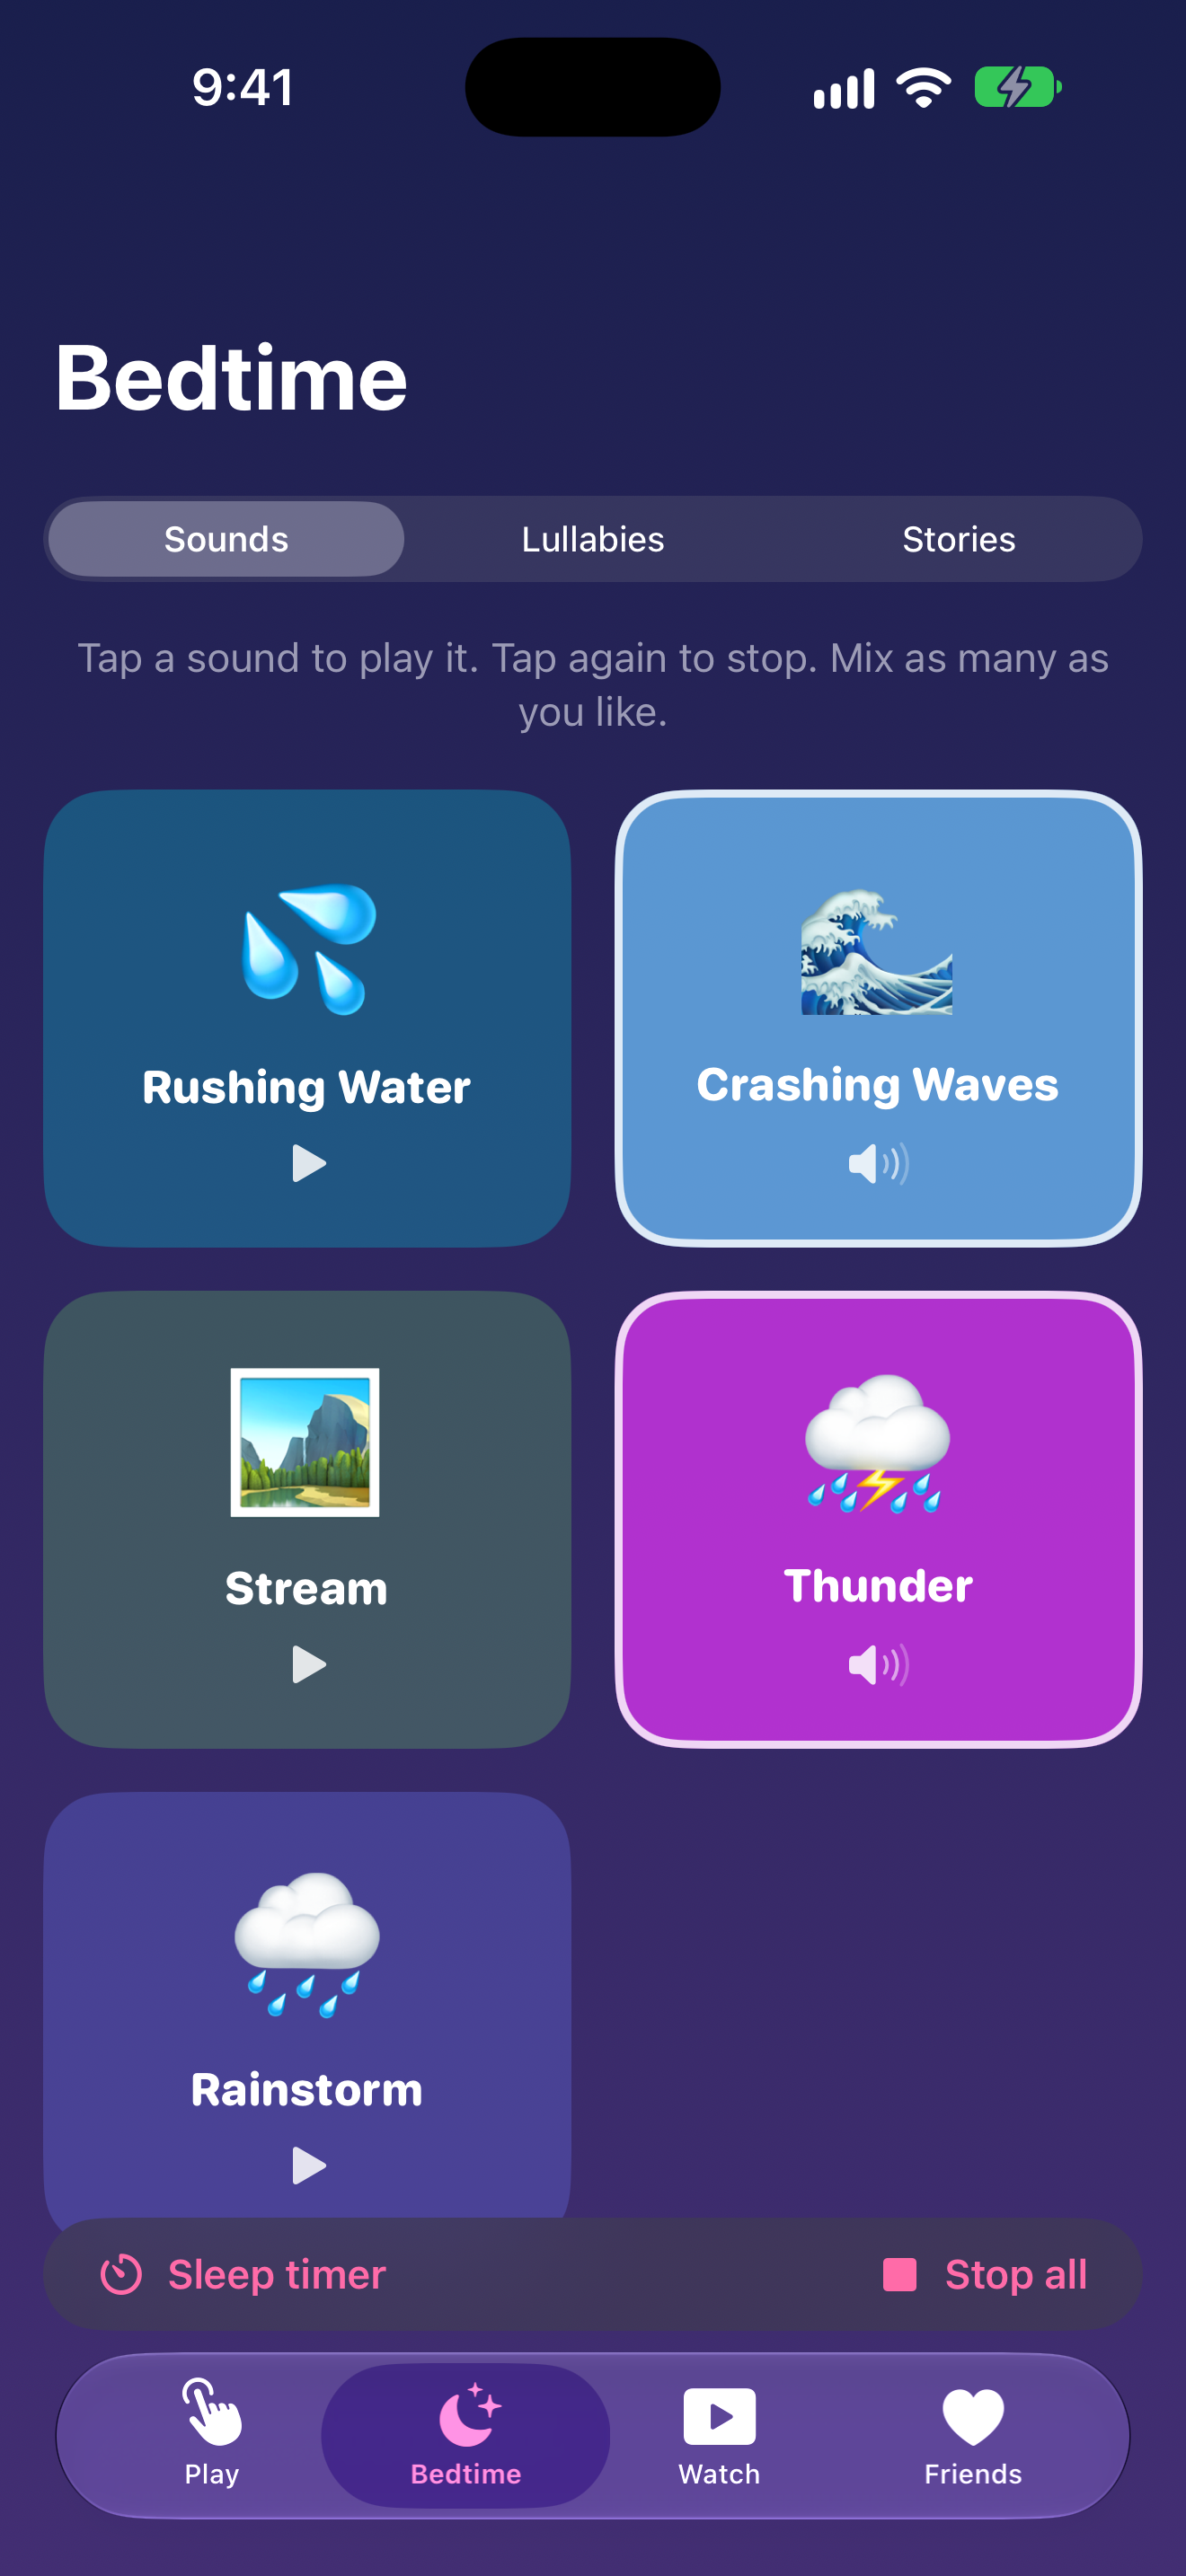 9:41
Bedtime
Sounds
Lullabies
Stories
Tap a sound to play it. Tap again to stop. Mix as many as
you like.
Rushing Water
Crashing Waves
Stream
Thunder
Rainstorm
Sleep timer
Stop all
Play
Bedtime
Watch
Friends